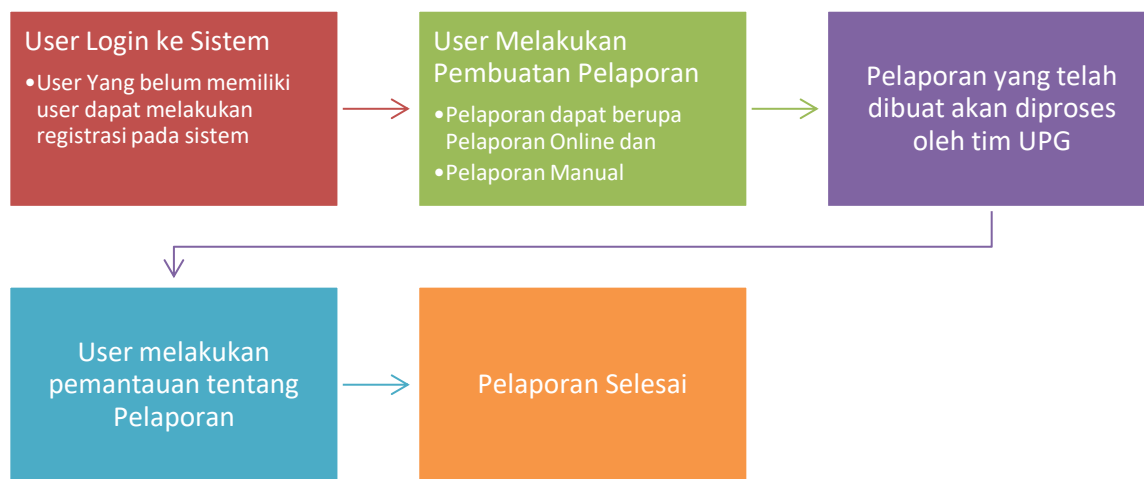 User Login ke Sistem
•User Yang belum memiliki
user dapat melakukan
registrasi pada sistem
User Melakukan
Pembuatan Pelaporan
•Pelaporan dapat berupa
Pelaporan Online dan
•Pelaporan Manual
Pelaporan yang telah
dibuat akan diproses
oleh tim UPG
User melakukan
pemantauan tentang
Pelaporan
Pelaporan Selesai